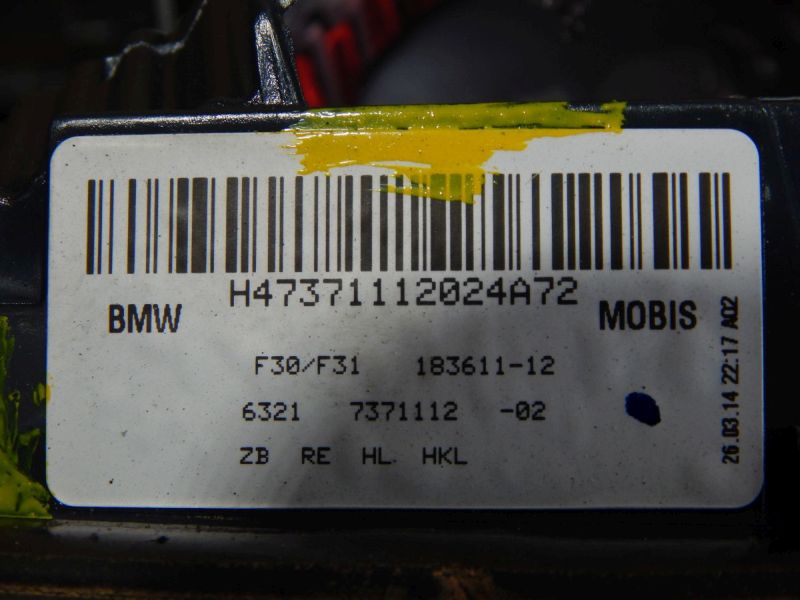 H47371112024A72
BMW MOBIS
F30/F31 183611-12
6321 7371112 -02
ZB RE HL HKL
26.03.14 22:17 A02